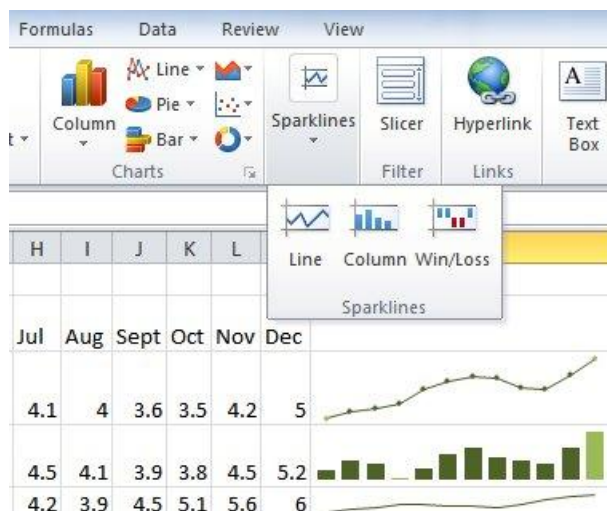 Formulas Data Review View
Line
Pie
Bar
Column
Charts
Sparklines
Slicer
Filter
Hyperlink
Links
A
Text
Box
Line Column Win/Loss
Sparklines
H I J K L
Jul Aug Sept Oct Nov Dec
4.1 4 3.6 3.5 4.2 5
4.5 4.1 3.9 3.8 4.5 5.2
4.2 3.9 4.5 5.1 5.6 6